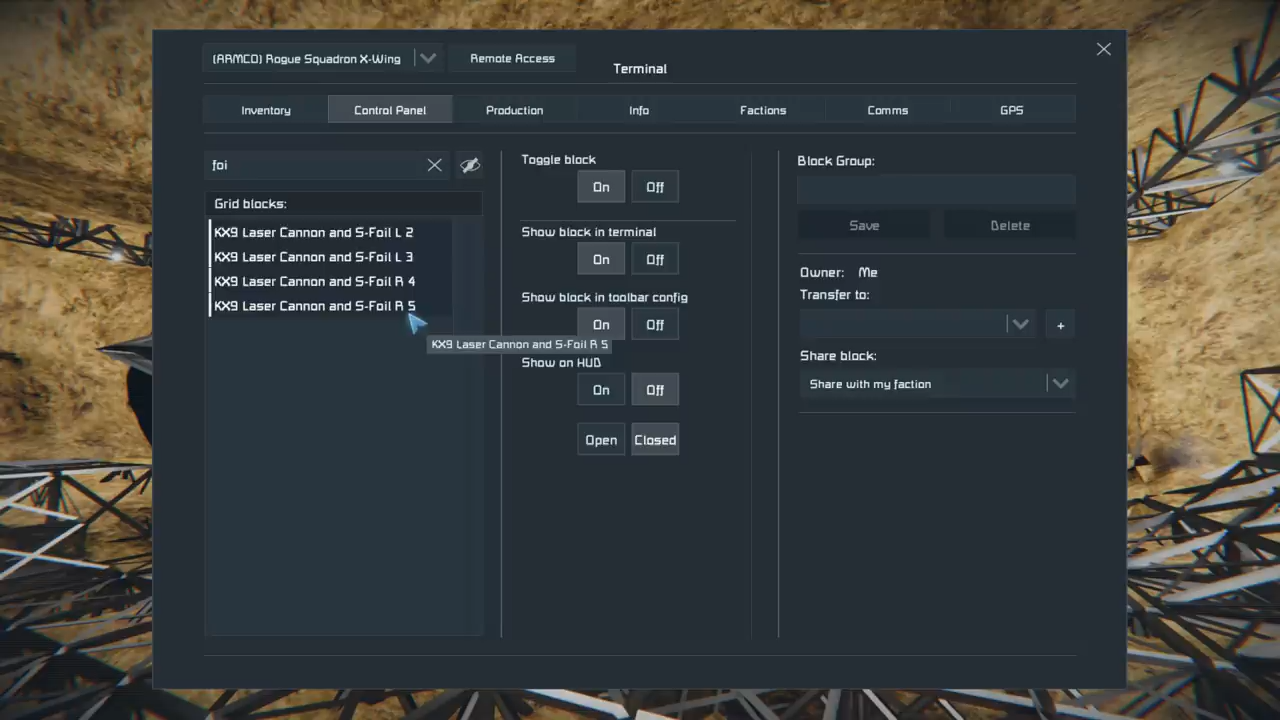 (ARMCO) Rogue Squadron X-Wing
Remote Access
Terminal
Inventory
Control Panel
Production
Info
Factions
Comms
GPS
foi
Grid blocks:
KX9 Laser Cannon and S-Foil L 2
KX9 Laser Cannon and S-Foil L 3
KX9 Laser Cannon and S-Foil R 4
KX9 Laser Cannon and S-Foil R 5
KX9 Laser Cannon and S-Foil R 5
Toggle block
On Off
Show block in terminal
On Off
Show block in toolbar config
On Off
Show on HUD
On Off
Open Closed
Block Group:
Save Delete
Owner: Me
Transfer to:
+
Share block:
Share with my faction